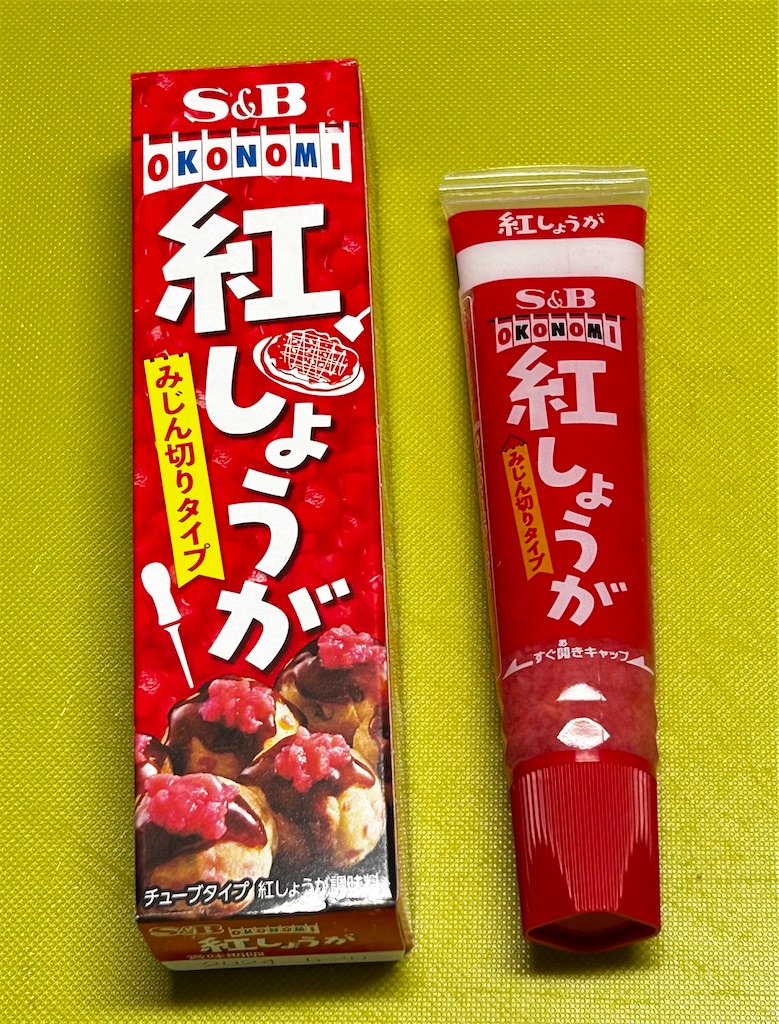 S&B
OKONOMI
紅しょうが
みじん切りタイプ
チューブタイプ 紅しょうが調味料
S&B OKONOMI
紅しょうが
紅しょうが
S&B
OKONOMI
紅しょうが
みじん切りタイプ
あ
すぐ開きキャップ